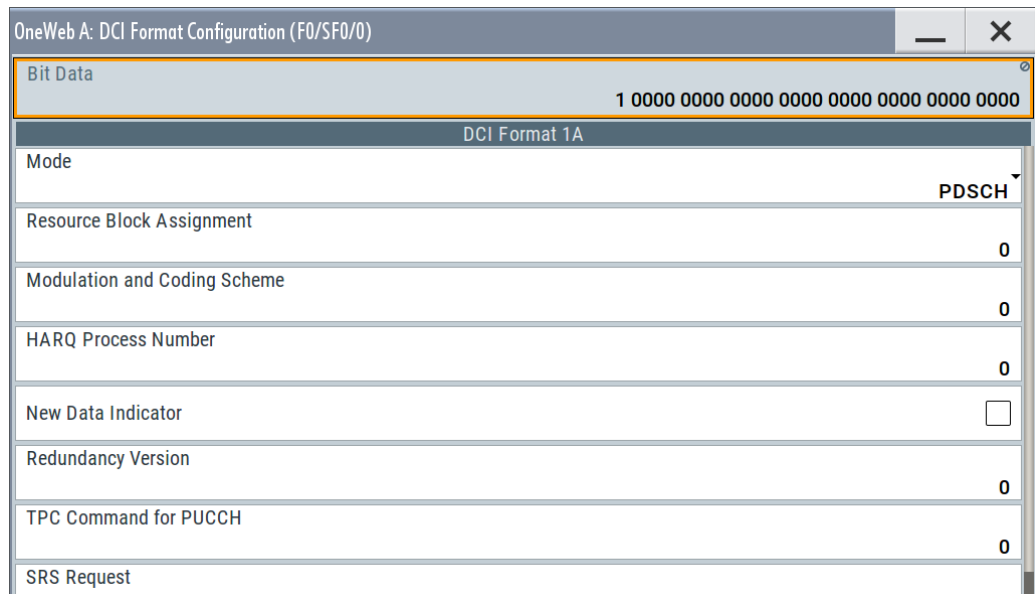 OneWeb A: DCI Format Configuration (F0/SF0/0)
Bit Data
1 0000 0000 0000 0000 0000 0000 0000 0000
DCI Format 1A
Mode
PDSCH
Resource Block Assignment
0
Modulation and Coding Scheme
0
HARQ Process Number
0
New Data Indicator
Redundancy Version
0
TPC Command for PUCCH
0
SRS Request